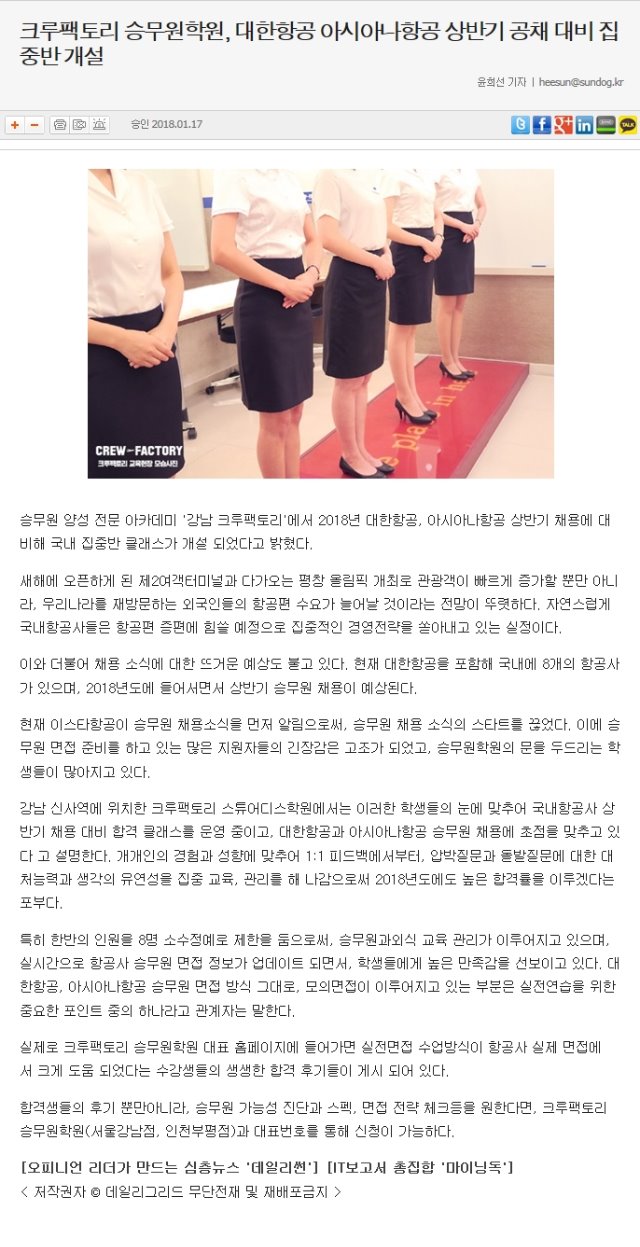 크루팩토리 승무원학원, 대한항공 아시아나항공 상반기 공채 대비 집
중반 개설
윤희선 기자 | heesun@sundog.kr
승인 2018.01.17
TALK
place in he
CREW-FACTORY
크루팩토리 교육현장 모습사진
승무원 양성 전문 아카데미 '강남 크루팩토리'에서 2018년 대한항공, 아시아나항공 상반기 채용에 대
비해 국내 집중반 클래스가 개설 되었다고 밝혔다.
새해에 오픈하게 된 제2여객터미널과 다가오는 평창 올림픽 개최로 관광객이 빠르게 증가할 뿐만 아니
라, 우리나라를 재방문하는 외국인들의 항공편 수요가 늘어날 것이라는 전망이 뚜렷하다. 자연스럽게
국내항공사들은 항공편 증편에 힘쓸 예정으로 집중적인 경영전략을 쏟아내고 있는 실정이다.
이와 더불어 채용 소식에 대한 뜨거운 예상도 불고 있다. 현재 대한항공을 포함해 국내에 8개의 항공사
가 있으며, 2018년도에 들어서면서 상반기 승무원 채용이 예상된다.
현재 이스타항공이 승무원 채용소식을 먼저 알림으로써, 승무원 채용 소식의 스타트를 끊었다. 이에 승
무원 면접 준비를 하고 있는 많은 지원자들의 긴장감은 고조가 되었고, 승무원학원의 문을 두드리는 학
생들이 많아지고 있다.
강남 신사역에 위치한 크루팩토리 스튜어디스학원에서는 이러한 학생들의 눈에 맞추어 국내항공사 상
반기 채용 대비 합격 클래스를 운영 중이고, 대한항공과 아시아나항공 승무원 채용에 초점을 맞추고 있
다 고 설명한다. 개개인의 경험과 성향에 맞추어 1:1 피드백에서부터, 압박질문과 돌발질문에 대한 대
처능력과 생각의 유연성을 집중 교육, 관리를 해 나감으로써 2018년도에도 높은 합격률을 이루겠다는
포부다.
특히 한반의 인원을 8명 소수정예로 제한을 둠으로써, 승무원과외식 교육 관리가 이루어지고 있으며,
실시간으로 항공사 승무원 면접 정보가 업데이트 되면서, 학생들에게 높은 만족감을 선보이고 있다. 대
한항공, 아시아나항공 승무원 면접 방식 그대로, 모의면접이 이루어지고 있는 부분은 실전연습을 위한
중요한 포인트 중의 하나라고 관계자는 말한다.
실제로 크루팩토리 승무원학원 대표 홈페이지에 들어가면 실전면접 수업방식이 항공사 실제 면접에
서 크게 도움 되었다는 수강생들의 생생한 합격 후기들이 게시 되어 있다.
합격생들의 후기 뿐만아니라, 승무원 가능성 진단과 스펙, 면접 전략 체크등을 원한다면, 크루팩토리
승무원학원(서울강남점, 인천부평점)과 대표번호를 통해 신청이 가능하다.
[오피니언 리더가 만드는 심층뉴스 '데일리썬'] [IT보고서 총집합 '마이닝독']
< 저작권자 © 데일리그리드 무단전재 및 재배포금지 >